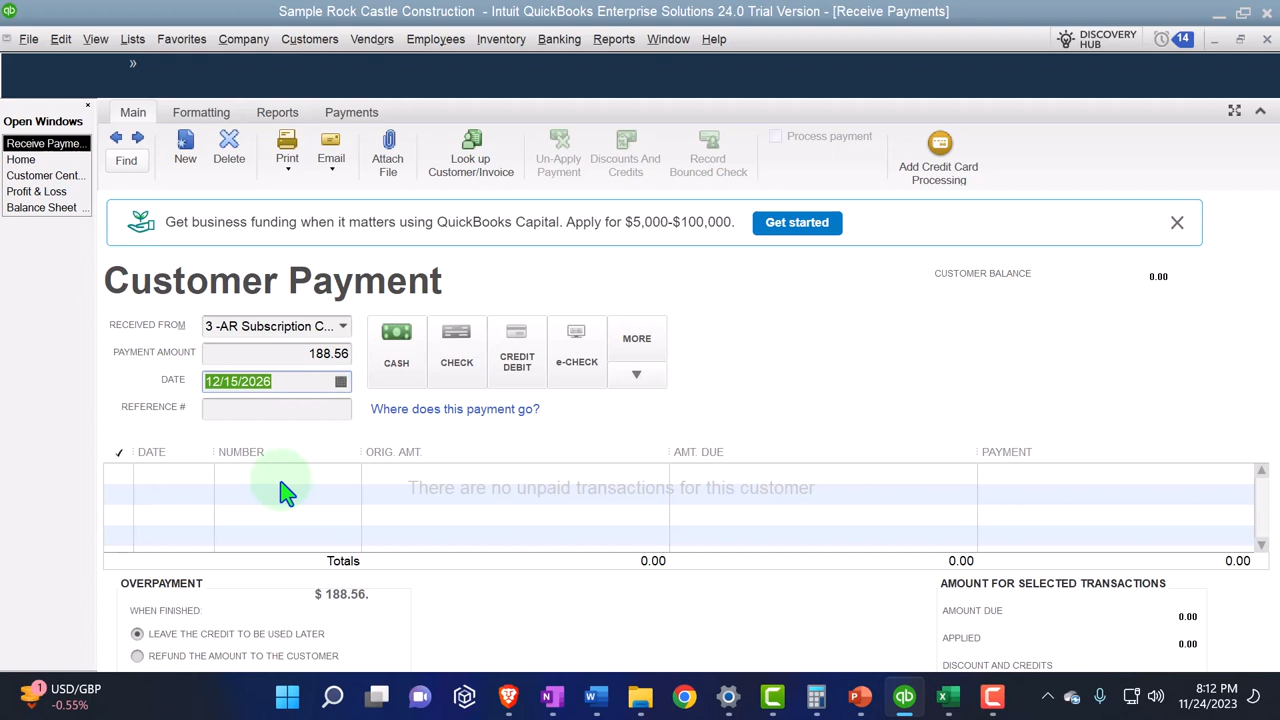 Sample Rock Castle Construction - Intuit QuickBooks Enterprise Solutions 24.0 Trial Version - [Receive Payments]
File Edit View Lists Favorites Company Customers Vendors Employees Inventory Banking Reports Window Help
DISCOVERY HUB 14
»
Open Windows
Receive Payme...
Home
Customer Cent...
Profit & Loss
Balance Sheet ...
Main Formatting Reports Payments
Find
New
Delete
Print
Email
Attach
File
Look up
Customer/Invoice
Un-Apply
Payment
Discounts And
Credits
Record
Bounced Check
Process payment
Add Credit Card
Processing
Get business funding when it matters using QuickBooks Capital. Apply for $5,000-$100,000. Get started
Customer Payment
CUSTOMER BALANCE 0.00
RECEIVED FROM 3 -AR Subscription C...
PAYMENT AMOUNT 188.56
DATE 12/15/2026
REFERENCE #
CASH
CHECK
CREDIT
DEBIT
e-CHECK
MORE
Where does this payment go?
✓ DATE NUMBER ORIG. AMT. AMT. DUE PAYMENT
There are no unpaid transactions for this customer
Totals 0.00 0.00 0.00
OVERPAYMENT
$ 188.56.
WHEN FINISHED:
LEAVE THE CREDIT TO BE USED LATER
REFUND THE AMOUNT TO THE CUSTOMER
AMOUNT FOR SELECTED TRANSACTIONS
AMOUNT DUE 0.00
APPLIED 0.00
DISCOUNT AND CREDITS
1
USD/GBP
-0.55%
8:12 PM
11/24/2023